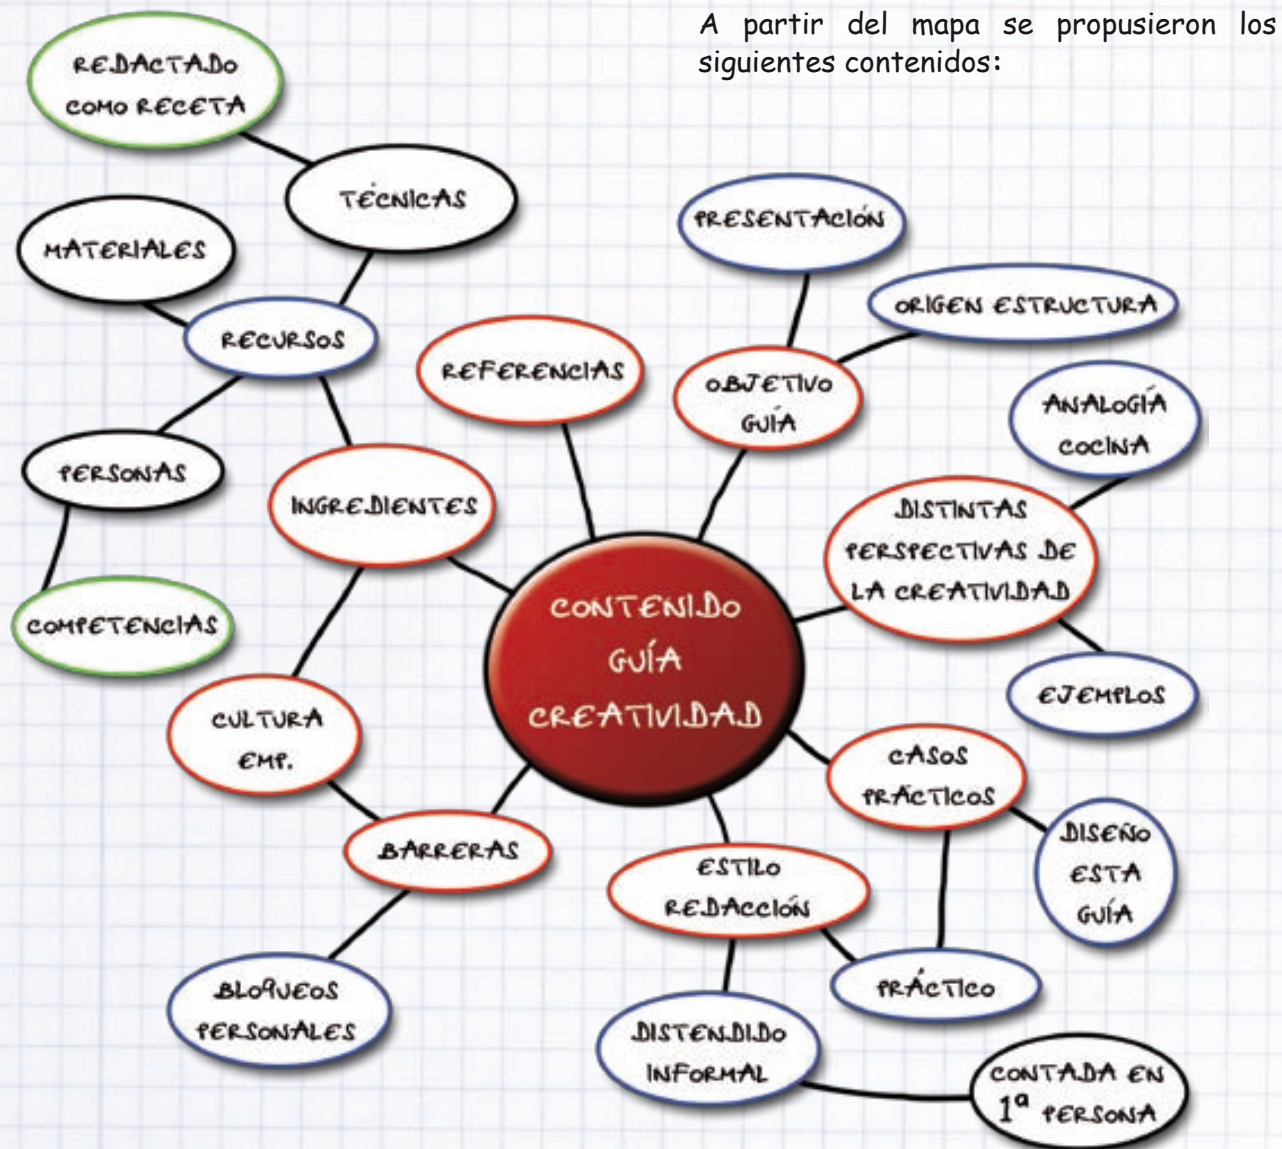 A partir del mapa se propusieron los
siguientes contenidos:
REDACTADO
COMO RECETA
TÉCNICAS
MATERIALES
RECURSOS
PERSONAS
COMPETENCIAS
INGREDIENTES
CULTURA
EMP.
BARRERAS
BLOQUEOS
PERSONALES
REFERENCIAS
PRESENTACIÓN
ORIGEN ESTRUCTURA
OBJETIVO
GUÍA
ANALOGÍA
COCINA
DISTINTAS
PERSPECTIVAS DE
LA CREATIVIDAD
EJEMPLOS
CONTENIDO
GUÍA
CREATIVIDAD
CASOS
PRÁCTICOS
DISEÑO
ESTA
GUÍA
ESTILO
REDACCIÓN
PRÁCTICO
DISTENDIDO
INFORMAL
CONTADA EN
1ª PERSONA